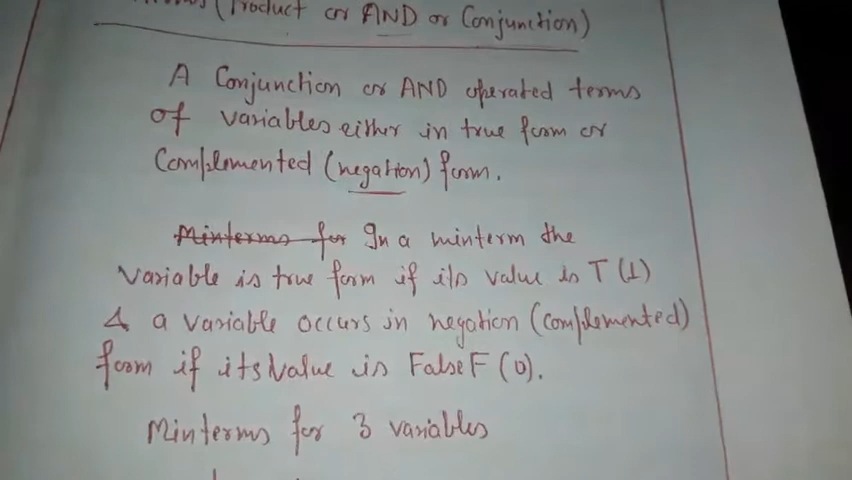 (Product or AND or Conjunction)
A Conjunction or AND operated terms
of variables either in true form or
Complemented (negation) form.
Minterms for In a minterm the
variable is true form if its value is T (1)
& a variable occurs in negation (complemented)
form if its value is False F (0).
Minterms for 3 variables